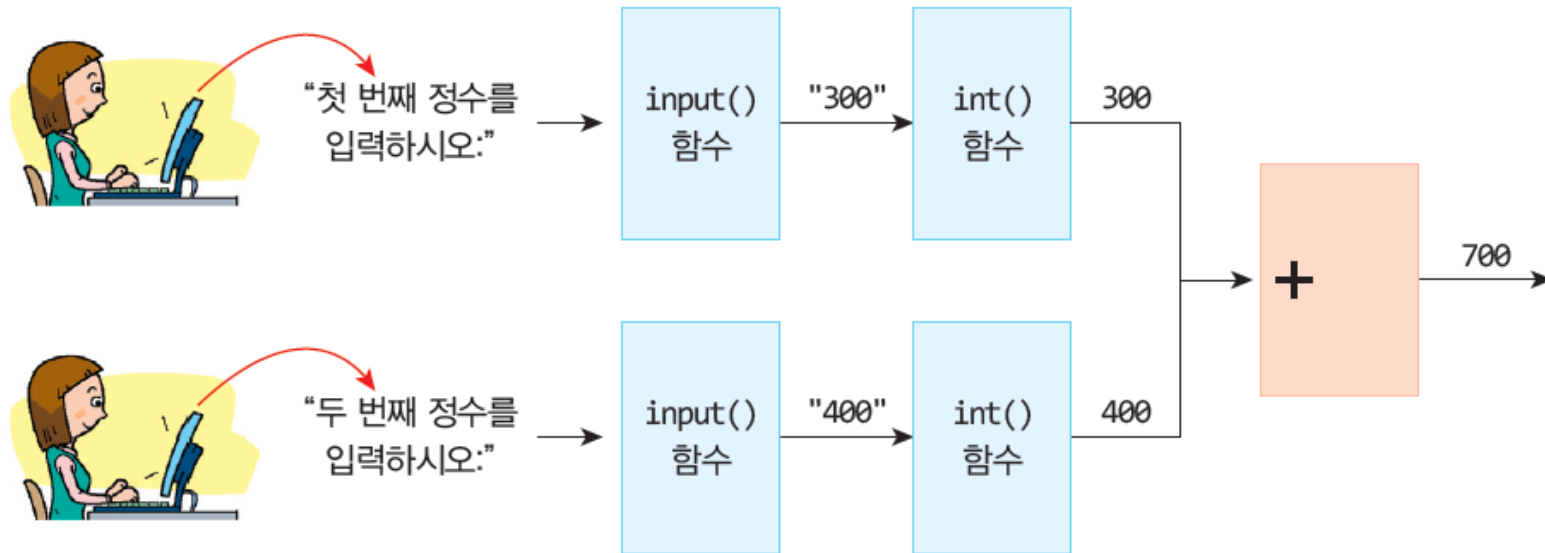 “첫 번째 정수를
입력하시오:”
input()
함수
"300"
int()
함수
300
+
700
“두 번째 정수를
입력하시오:”
input()
함수
"400"
int()
함수
400